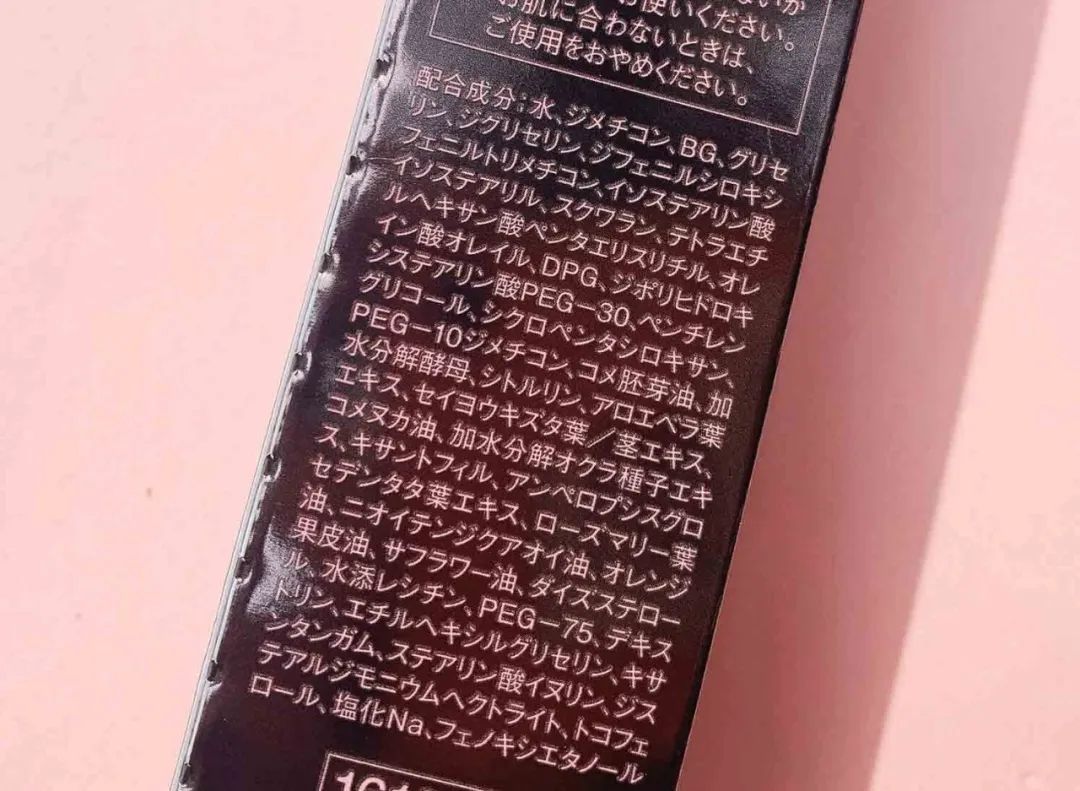 お使いください。
お肌に合わないときは、
ご使用をおやめください。
配合成分:水、ジメチコン、BG、グリセ
リン、ジグリセリン、ジフェニルシロキシ
フェニルトリメチコン、イソステアリン酸
イソステアリル、スクワラン、テトラエチ
ルヘキサン酸ペンタエリスリチル、オレ
イン酸オレイル、DPG、ジポリヒドロキ
システアリン酸PEG－30、ペンチレン
グリコール、シクロペンタシロキサン、
PEG－10ジメチコン、コメ胚芽油、加
水分解酵母、シトルリン、アロエベラ葉
エキス、セイヨウキズタ葉／茎エキス、
コメヌカ油、加水分解オクラ種子エキ
ス、キサントフィル、アンペロプシスグロ
セデンタタ葉エキス、ローズマリー葉
油、ニオイテンジクアオイ油、オレンジ
果皮油、サフラワー油、ダイズステロー
ル、水添レシチン、PEG－75、デキス
トリン、エチルヘキシルグリセリン、キサ
ンタンガム、ステアリン酸イヌリン、ジス
テアルジモニウムヘクトライト、トコフェ
ロール、塩化Na、フェノキシエタノール